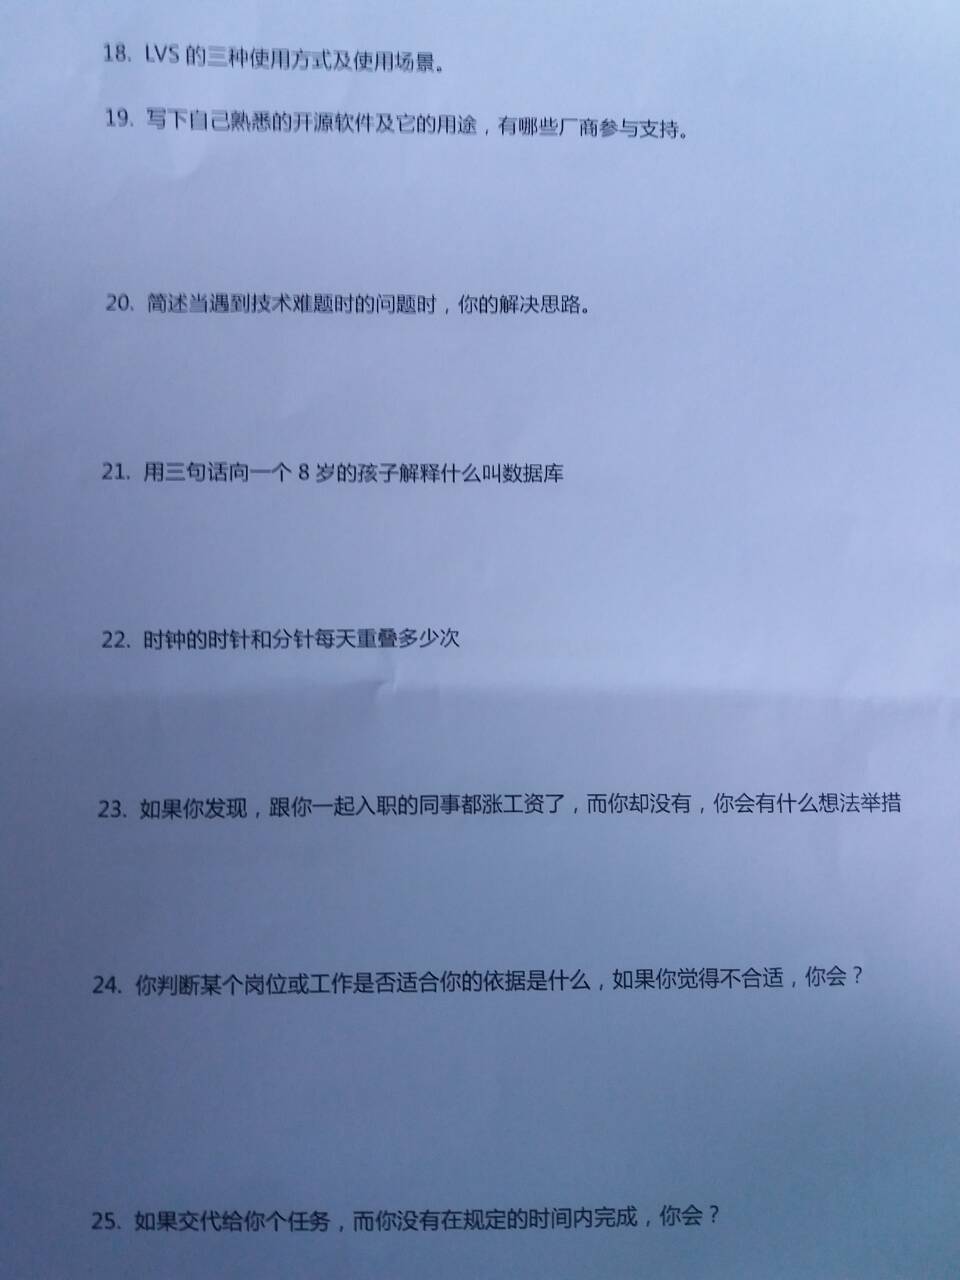 18. LVS 的三种使用方式及使用场景。
19. 写下自己熟悉的开源软件及它的用途，有哪些厂商参与支持。
20. 简述当遇到技术难题时的问题时，你的解决思路。
21. 用三句话向一个 8 岁的孩子解释什么叫数据库
22. 时钟的时针和分针每天重叠多少次
23. 如果你发现，跟你一起入职的同事都涨工资了，而你却没有，你会有什么想法举措
24. 你判断某个岗位或工作是否适合你的依据是什么，如果你觉得不合适，你会？
25. 如果交代给你个任务，而你没有在规定的时间内完成，你会？